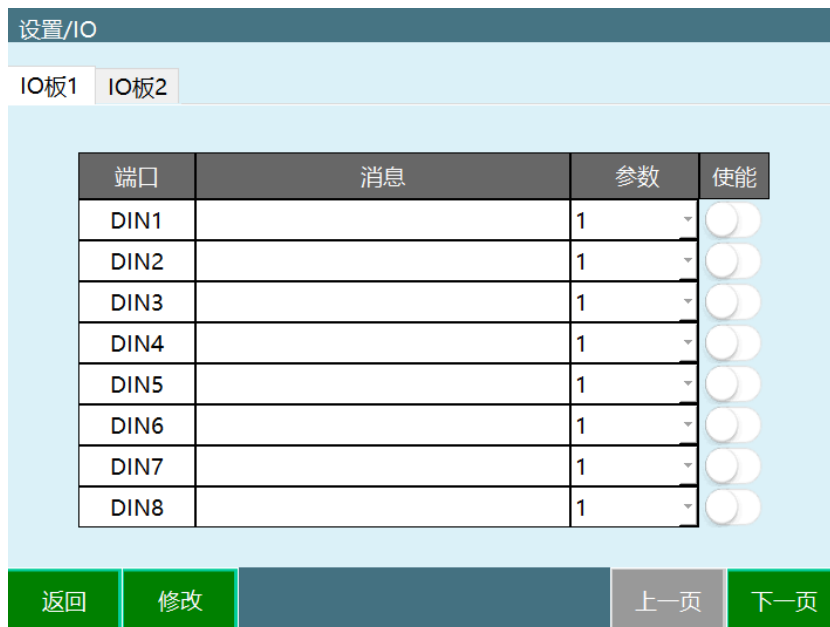 设置/IO
IO板1 IO板2
端口 消息 参数 使能
DIN1 1
DIN2 1
DIN3 1
DIN4 1
DIN5 1
DIN6 1
DIN7 1
DIN8 1
返回 修改 上一页 下一页